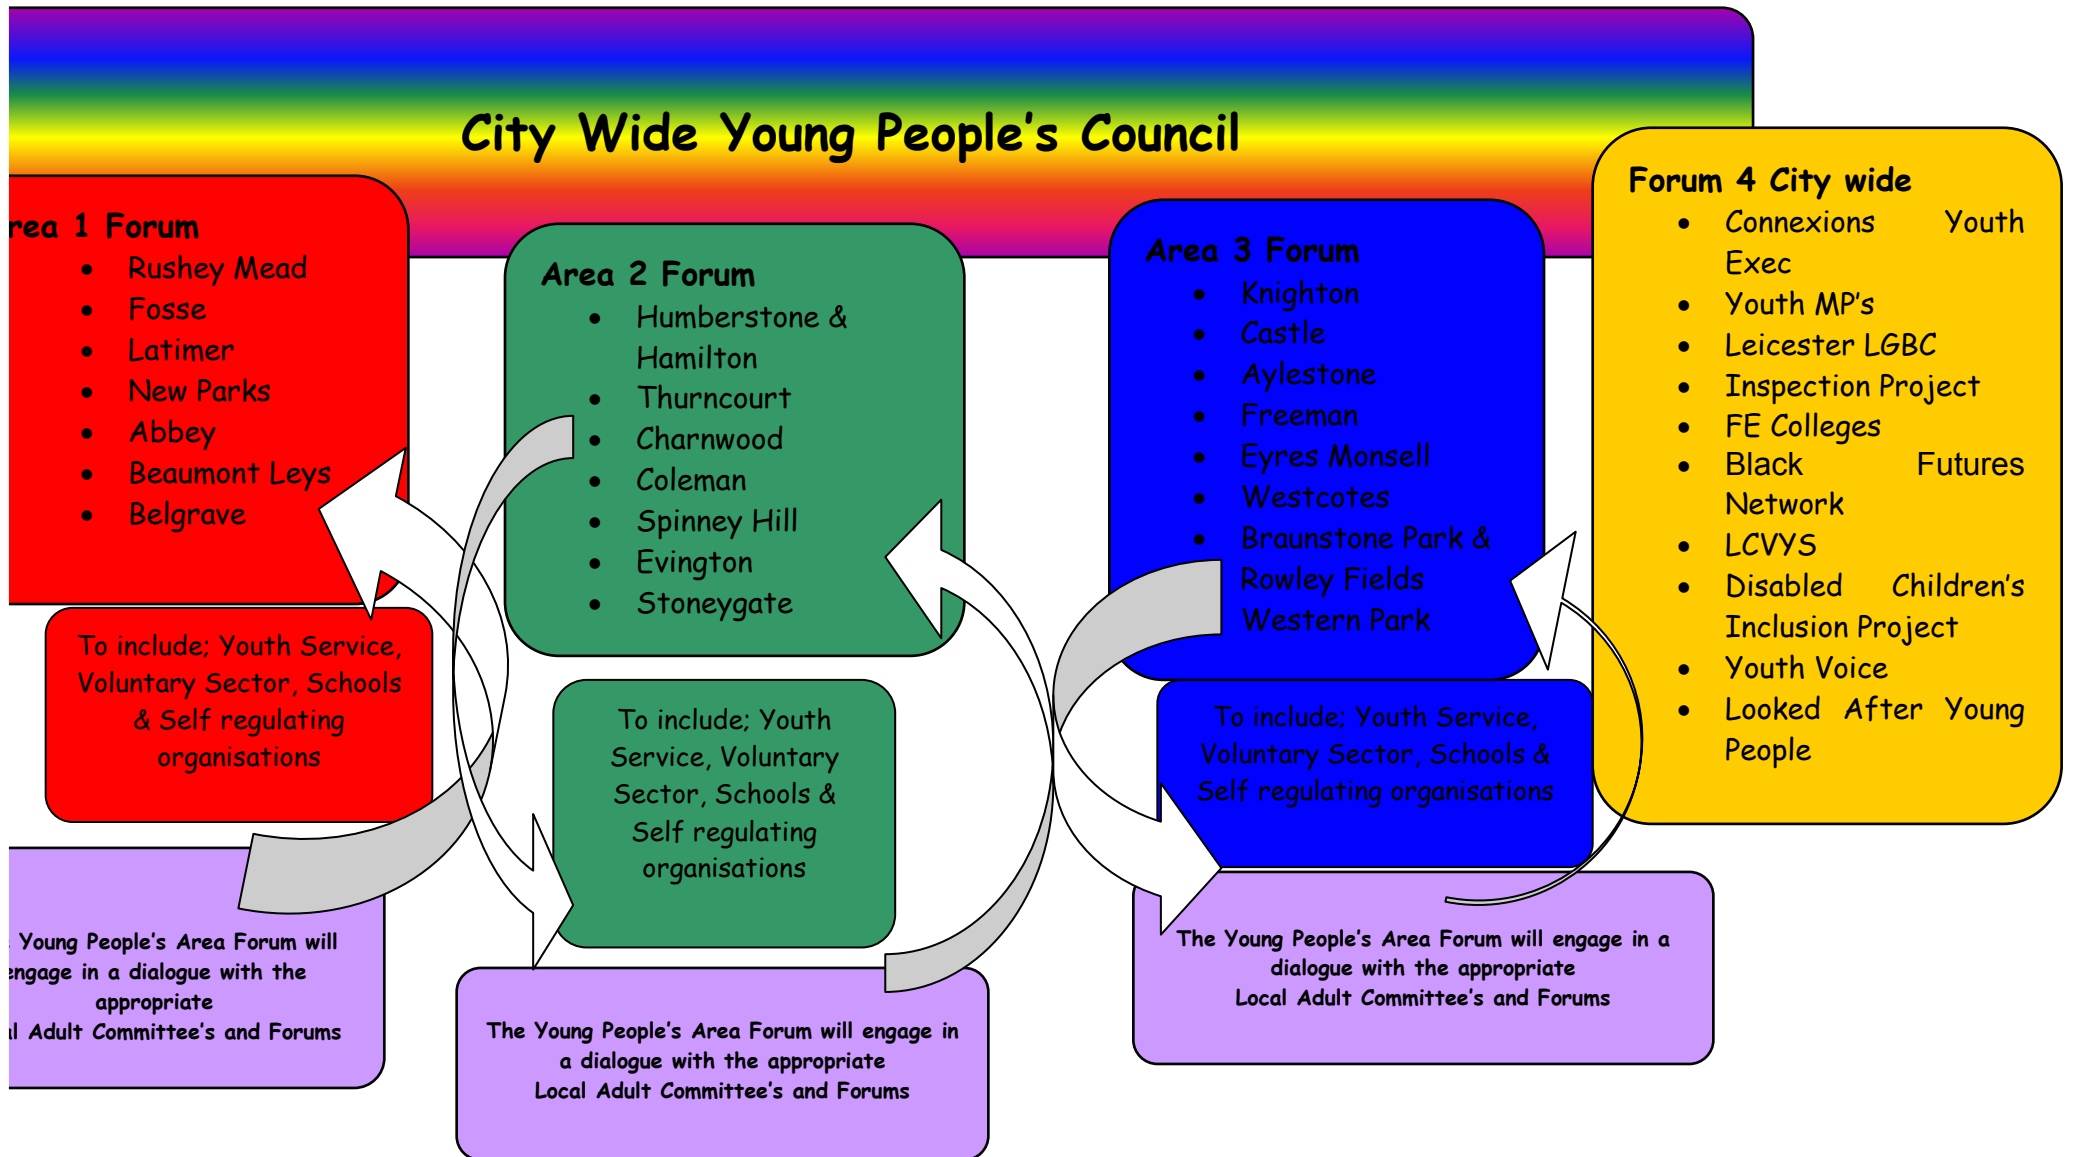 City Wide Young People's Council
rea 1 Forum
• Rushey Mead
• Fosse
• Latimer
• New Parks
• Abbey
• Beaumont Leys
• Belgrave
To include; Youth Service,
Voluntary Sector, Schools
& Self regulating
organisations
Young People's Area Forum will
engage in a dialogue with the
appropriate
al Adult Committee's and Forums
Area 2 Forum
• Humberstone &
Hamilton
• Thurncourt
• Charnwood
• Coleman
• Spinney Hill
• Evington
• Stoneygate
To include; Youth
Service, Voluntary
Sector, Schools &
Self regulating
organisations
The Young People's Area Forum will engage in
a dialogue with the appropriate
Local Adult Committee's and Forums
Area 3 Forum
• Knighton
• Castle
• Aylestone
• Freeman
• Eyres Monsell
• Westcotes
• Braunstone Park &
Rowley Fields
Western Park
To include; Youth Service,
Voluntary Sector, Schools &
Self regulating organisations
The Young People's Area Forum will engage in a
dialogue with the appropriate
Local Adult Committee's and Forums
Forum 4 City wide
• Connexions Youth
Exec
• Youth MP's
• Leicester LGBC
• Inspection Project
• FE Colleges
• Black Futures
Network
• LCVYS
• Disabled Children's
Inclusion Project
• Youth Voice
• Looked After Young
People